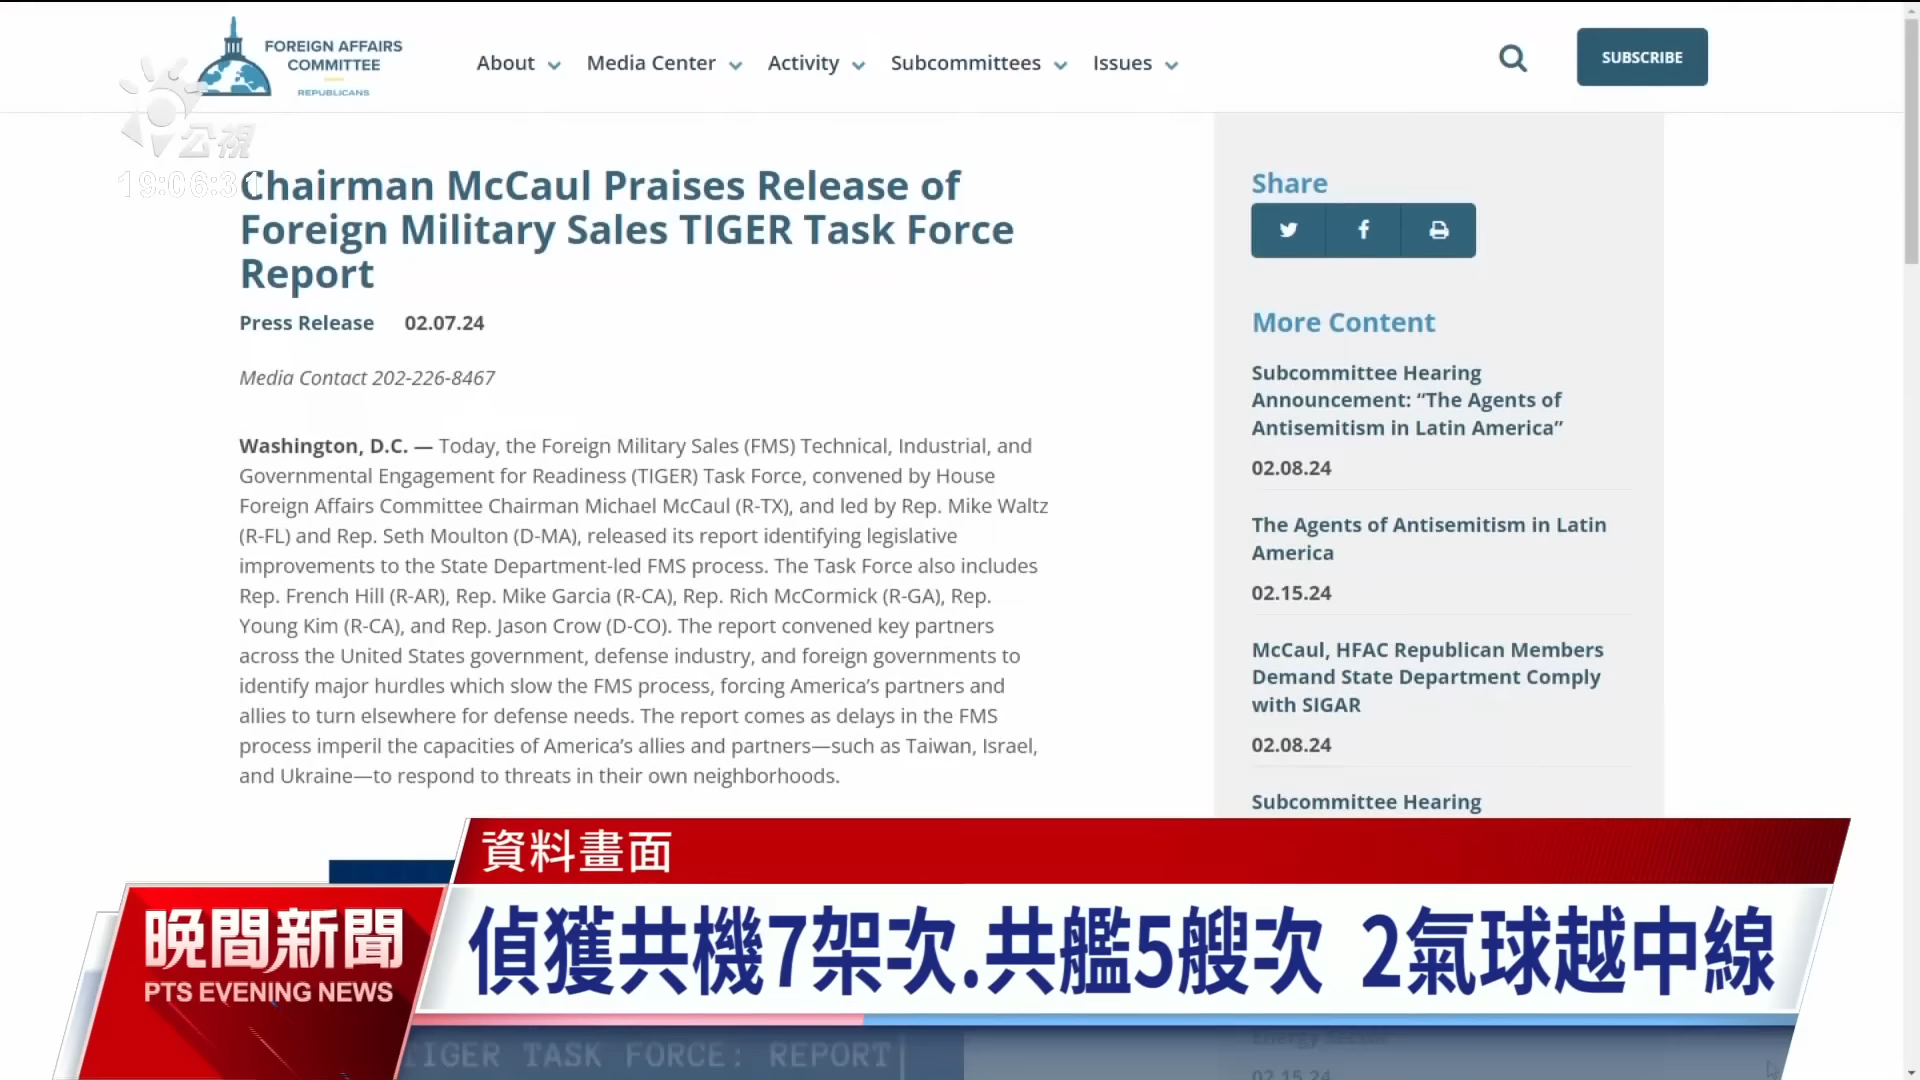 FOREIGN AFFAIRS
COMMITTEE
REPUBLICANS
About
Media Center
Activity
Subcommittees
Issues
SUBSCRIBE
公視
19:06:31
Chairman McCaul Praises Release of
Foreign Military Sales TIGER Task Force
Report
Press Release 02.07.24
Media Contact 202-226-8467
Washington, D.C. — Today, the Foreign Military Sales (FMS) Technical, Industrial, and
Governmental Engagement for Readiness (TIGER) Task Force, convened by House
Foreign Affairs Committee Chairman Michael McCaul (R-TX), and led by Rep. Mike Waltz
(R-FL) and Rep. Seth Moulton (D-MA), released its report identifying legislative
improvements to the State Department-led FMS process. The Task Force also includes
Rep. French Hill (R-AR), Rep. Mike Garcia (R-CA), Rep. Rich McCormick (R-GA), Rep.
Young Kim (R-CA), and Rep. Jason Crow (D-CO). The report convened key partners
across the United States government, defense industry, and foreign governments to
identify major hurdles which slow the FMS process, forcing America’s partners and
allies to turn elsewhere for defense needs. The report comes as delays in the FMS
process imperil the capacities of America’s allies and partners—such as Taiwan, Israel,
and Ukraine—to respond to threats in their own neighborhoods.
Share
More Content
Subcommittee Hearing
Announcement: “The Agents of
Antisemitism in Latin America”
02.08.24
The Agents of Antisemitism in Latin
America
02.15.24
McCaul, HFAC Republican Members
Demand State Department Comply
with SIGAR
02.08.24
Subcommittee Hearing
資料畫面
晚間新聞
PTS EVENING NEWS
偵獲共機7架次.共艦5艘次 2氣球越中線
TIGER TASK FORCE: REPORT
02.15.24